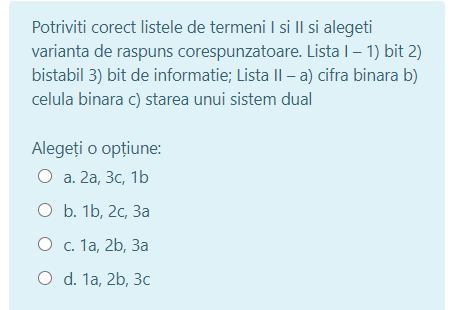 Potriviti corect listele de termeni I si II si alegeti
varianta de raspuns corespunzatoare. Lista I – 1) bit 2)
bistabil 3) bit de informatie; Lista II – a) cifra binara b)
celula binara c) starea unui sistem dual
Alegeți o opțiune:
a. 2a, 3c, 1b
b. 1b, 2c, 3a
c. 1a, 2b, 3a
d. 1a, 2b, 3c